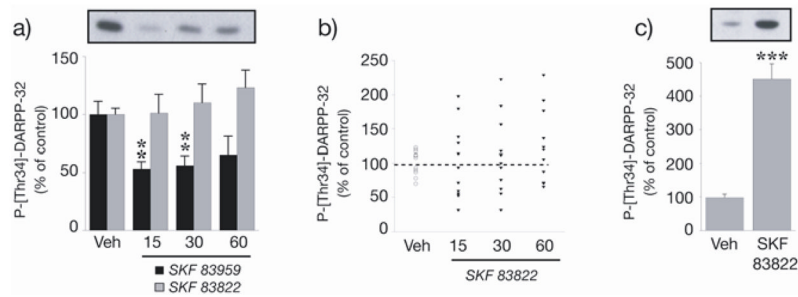 a)
150
100
50
0
P-[Thr34]-DARPP-32
(% of control)
**
**
Veh 15 30 60
SKF 83959
SKF 83822
b)
250
200
150
100
50
0
P-[Thr34]-DARPP-32
(% of control)
Veh 15 30 60
SKF 83822
c)
500
400
300
200
100
0
P-[Thr34]-DARPP-32
(% of control)
***
Veh SKF
83822